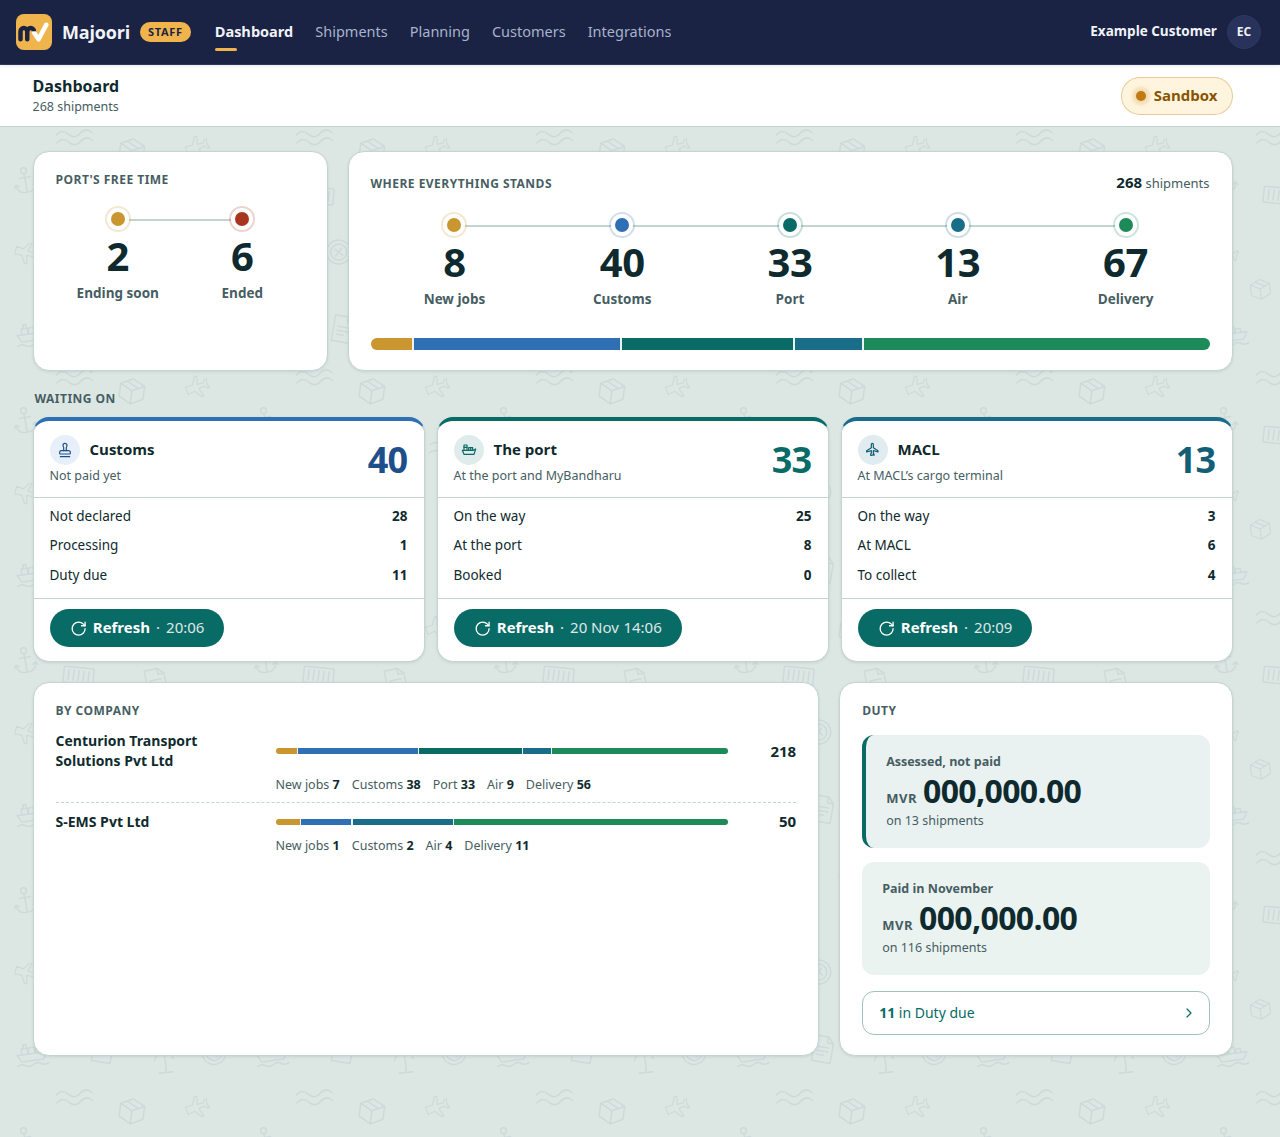 Majoori
STAFF
Dashboard
Shipments
Planning
Customers
Integrations
Example Customer
EC
Dashboard
268 shipments
Sandbox
PORT'S FREE TIME
2
Ending soon
6
Ended
WHERE EVERYTHING STANDS
268 shipments
8
New jobs
40
Customs
33
Port
13
Air
67
Delivery
WAITING ON
Customs
40
Not paid yet
Not declared 28
Processing 1
Duty due 11
Refresh · 20:06
The port
33
At the port and MyBandharu
On the way 25
At the port 8
Booked 0
Refresh · 20 Nov 14:06
MACL
13
At MACL’s cargo terminal
On the way 3
At MACL 6
To collect 4
Refresh · 20:09
BY COMPANY
Centurion Transport
Solutions Pvt Ltd
218
New jobs 7 Customs 38 Port 33 Air 9 Delivery 56
S-EMS Pvt Ltd
50
New jobs 1 Customs 2 Air 4 Delivery 11
DUTY
Assessed, not paid
MVR 000,000.00
on 13 shipments
Paid in November
MVR 000,000.00
on 116 shipments
11 in Duty due